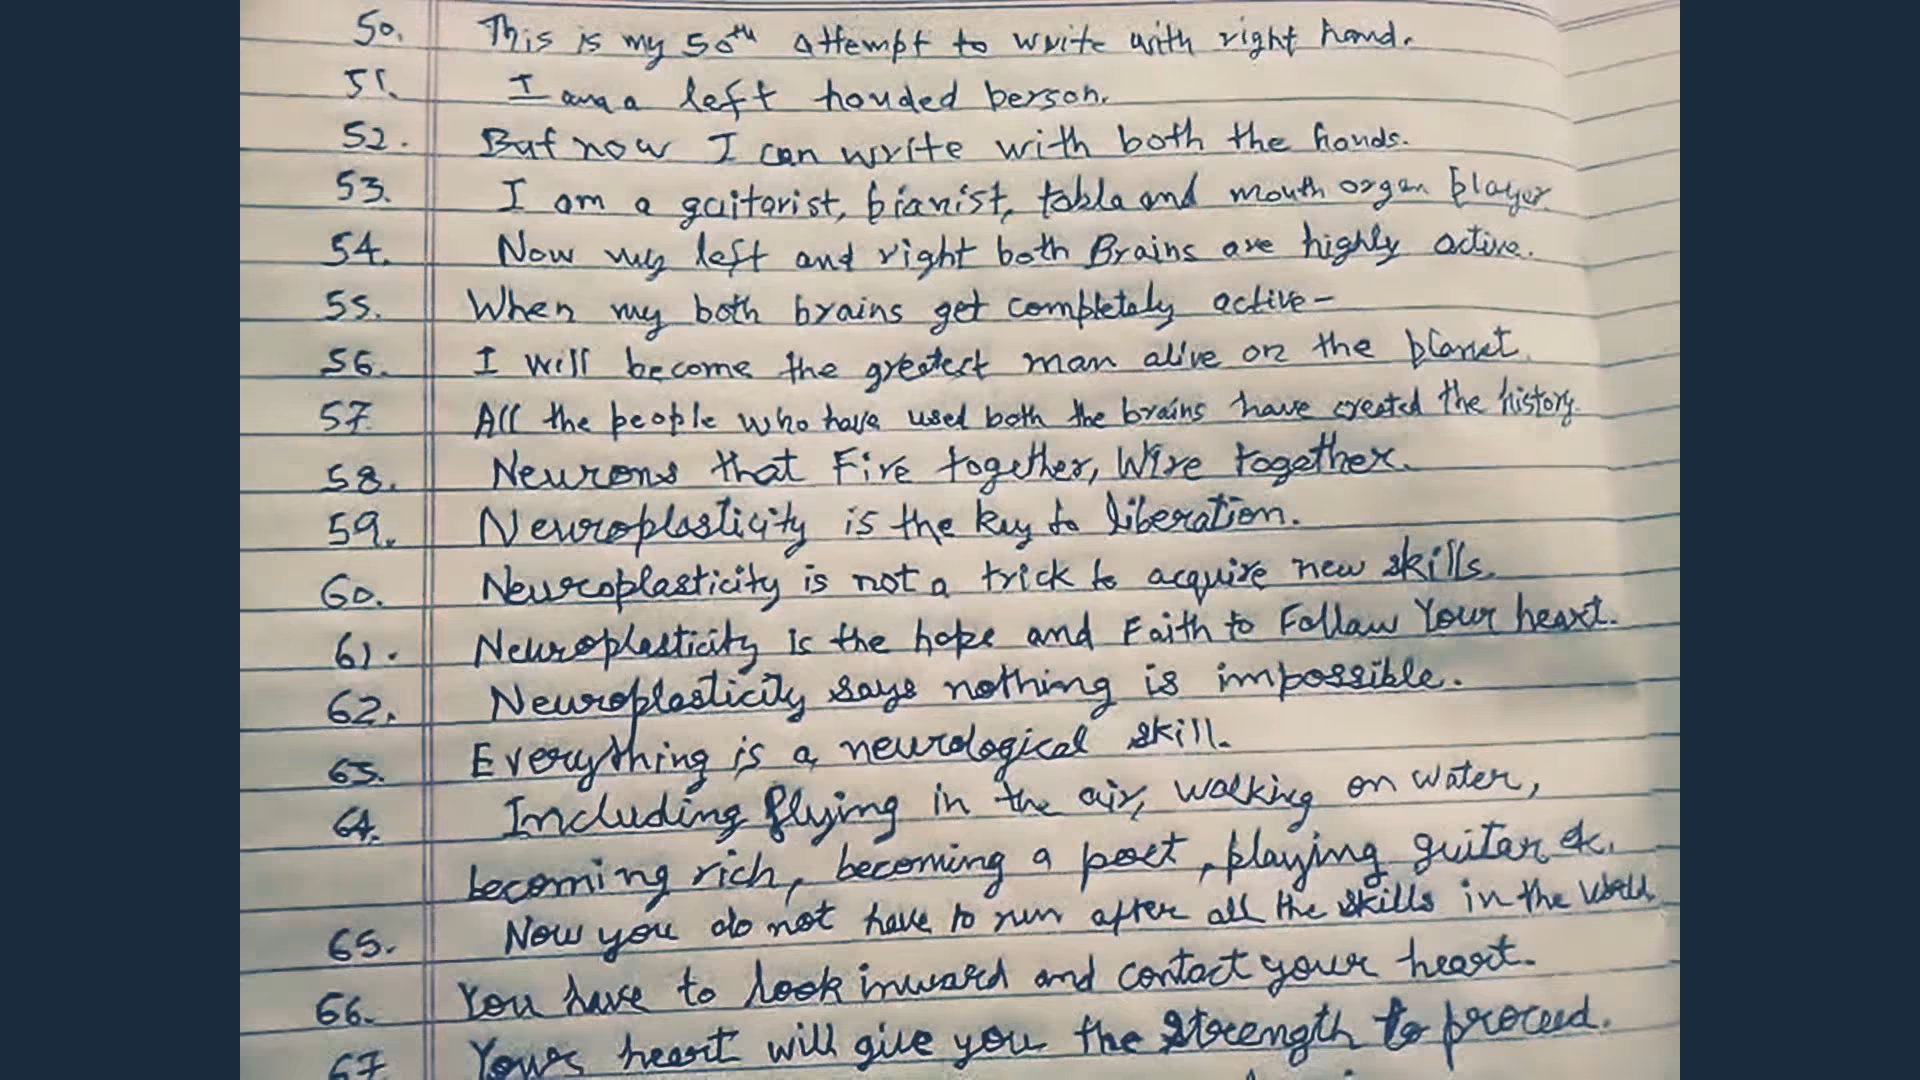 50. This is my 50th attempt to write with right hand.
51. I am a left handed person.
52. But now I can write with both the hands.
53. I am a guitarist, pianist, tabla and mouth organ player.
54. Now my left and right both Brains are highly active.
55. When my both brains get completely active-
56. I will become the greatest man alive on the planet.
57. All the people who have used both the brains have created the history.
58. Neurons that Fire together, Wire together.
59. Neuroplasticity is the key to liberation.
60. Neuroplasticity is not a trick to acquire new skills.
61. Neuroplasticity is the hope and Faith to Follow Your heart.
62. Neuroplasticity says nothing is impossible.
63. Everything is a neurological skill.
64. Including flying in the air, walking on water,
becoming rich, becoming a poet, playing guitar etc.
65. Now you do not have to run after all the skills in the world
66. You have to look inward and contact your heart.
67. Your heart will give you the strength to proceed.